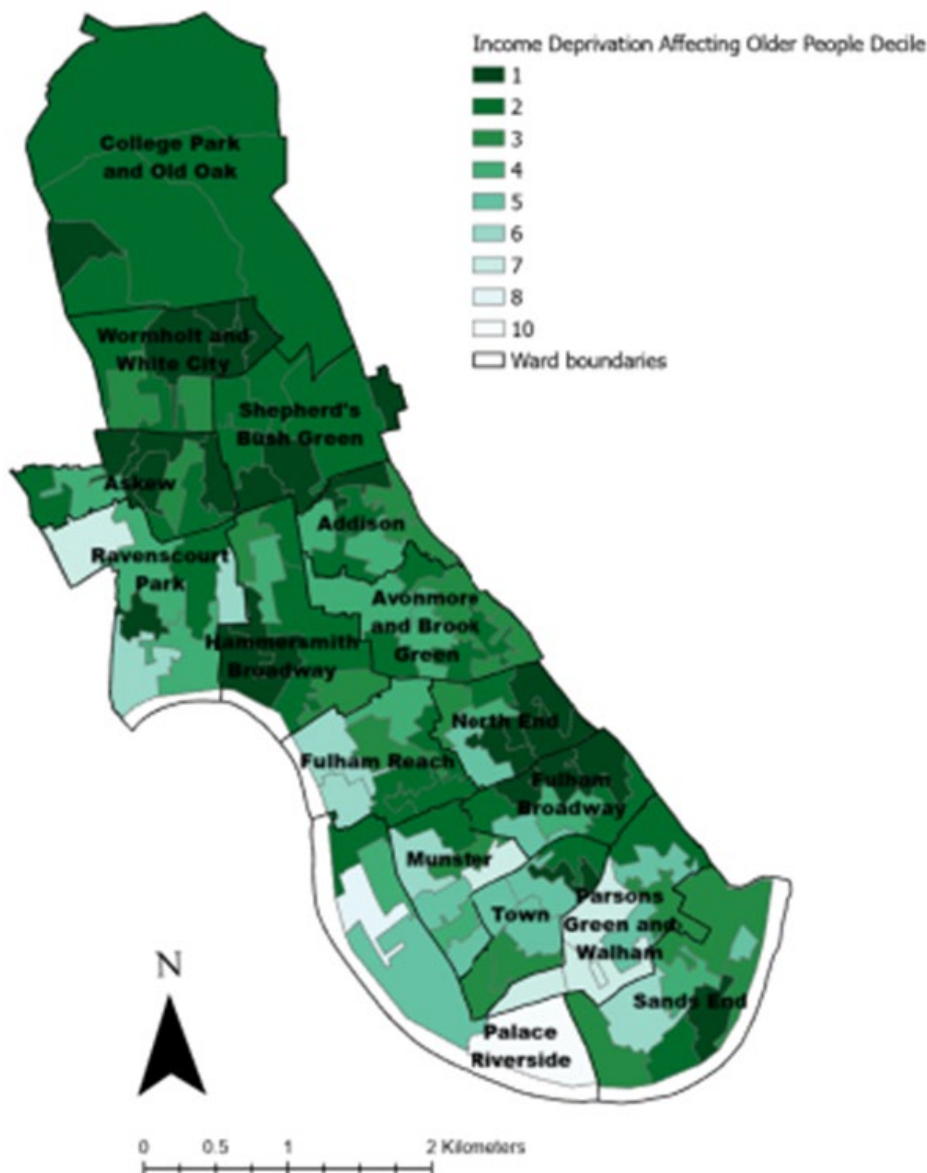 Income Deprivation Affecting Older People Decile
1
2
3
4
5
6
7
8
10
Ward boundaries
College Park
and Old Oak
Wormholt and
White City
Shepherd's
Bush Green
Askew
Addison
Ravenscourt
Park
Avonmore
and Brook
Green
Hammersmith
Broadway
North End
Fulham Reach
Fulham
Broadway
Munster
Town
Parsons
Green and
Walham
Sands End
Palace
Riverside
N
0 0.5 1 2 Kilometers